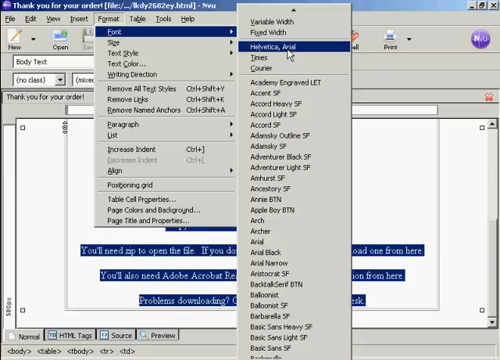 Thank you for your order! [file:/.../lkdy2682ey.html] - Nvu
File Edit View Insert Format Table Tools Help
New Open
Nvu
Body Text
(no class)
Thank you for your order!
Font
Size
Text Style
Text Color...
Writing Direction
Remove All Text Styles Ctrl+Shift+Y
Remove Links Ctrl+Shift+K
Remove Named Anchors Ctrl+Shift+R
Paragraph
List
Increase Indent Ctrl+]
Decrease Indent Ctrl+[
Align
Positioning grid
Table Cell Properties...
Page Colors and Background...
Page Title and Properties...
Variable Width
Fixed Width
Helvetica, Arial
Times
Courier
Academy Engraved LET
Accent SF
Accord Heavy SF
Accord Light SF
Accord SF
Adamsky Outline SF
Adamsky SF
Adventurer Black SF
Adventurer Light SF
Amhurst SF
Ancestory SF
Annie BTN
Apple Boy BTN
Arch
Archer
Arial
Arial Black
Arial Narrow
Aristocrat SF
BacktalkSerif BTN
Balloonist
Balloonist SF
Barbarella SF
Basic Sans Heavy SF
Basic Sans Light SF
Basic Sans SF
You'll need zip to open the file. If you load one from here.
You'll also need Adobe Acrobat Rea ion from here.
Problems downloading? C esk.
580px
Normal HTML Tags Source Preview
<body> <table> <tbody> <tr> <td>